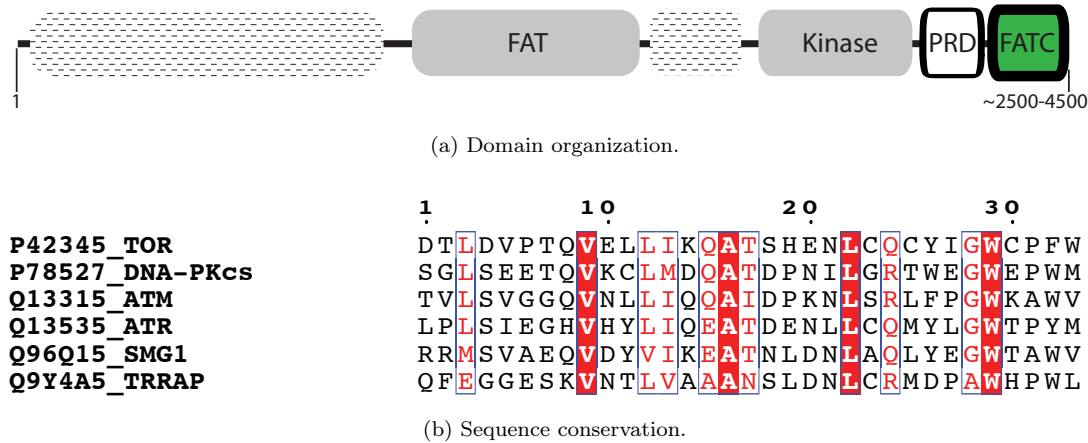 FAT Kinase PRD FATC
1 ~2500-4500
(a) Domain organization.
1 10 20 30
P42345_TOR DTLDVPTQVELLIKQATSHENLCQCYIGWCPFW
P78527_DNA-PKcs SGLSEETQVKCLMDQATDPNILGRTWEGWEPWM
Q13315_ATM TVLSVGGQVNLLIQQAIDPKNLSRLFPGWKAWV
Q13535_ATR LPLSIEGHVHYLIQEATDENLLCQMYLGWTPYM
Q96Q15_SMG1 RRMSVAEQVDYVIKEATNLDNLAQLYEGWTAWV
Q9Y4A5_TRRAP QFEGGESKVNTLVAAANSLDNLCRMDPAWHPWL
(b) Sequence conservation.